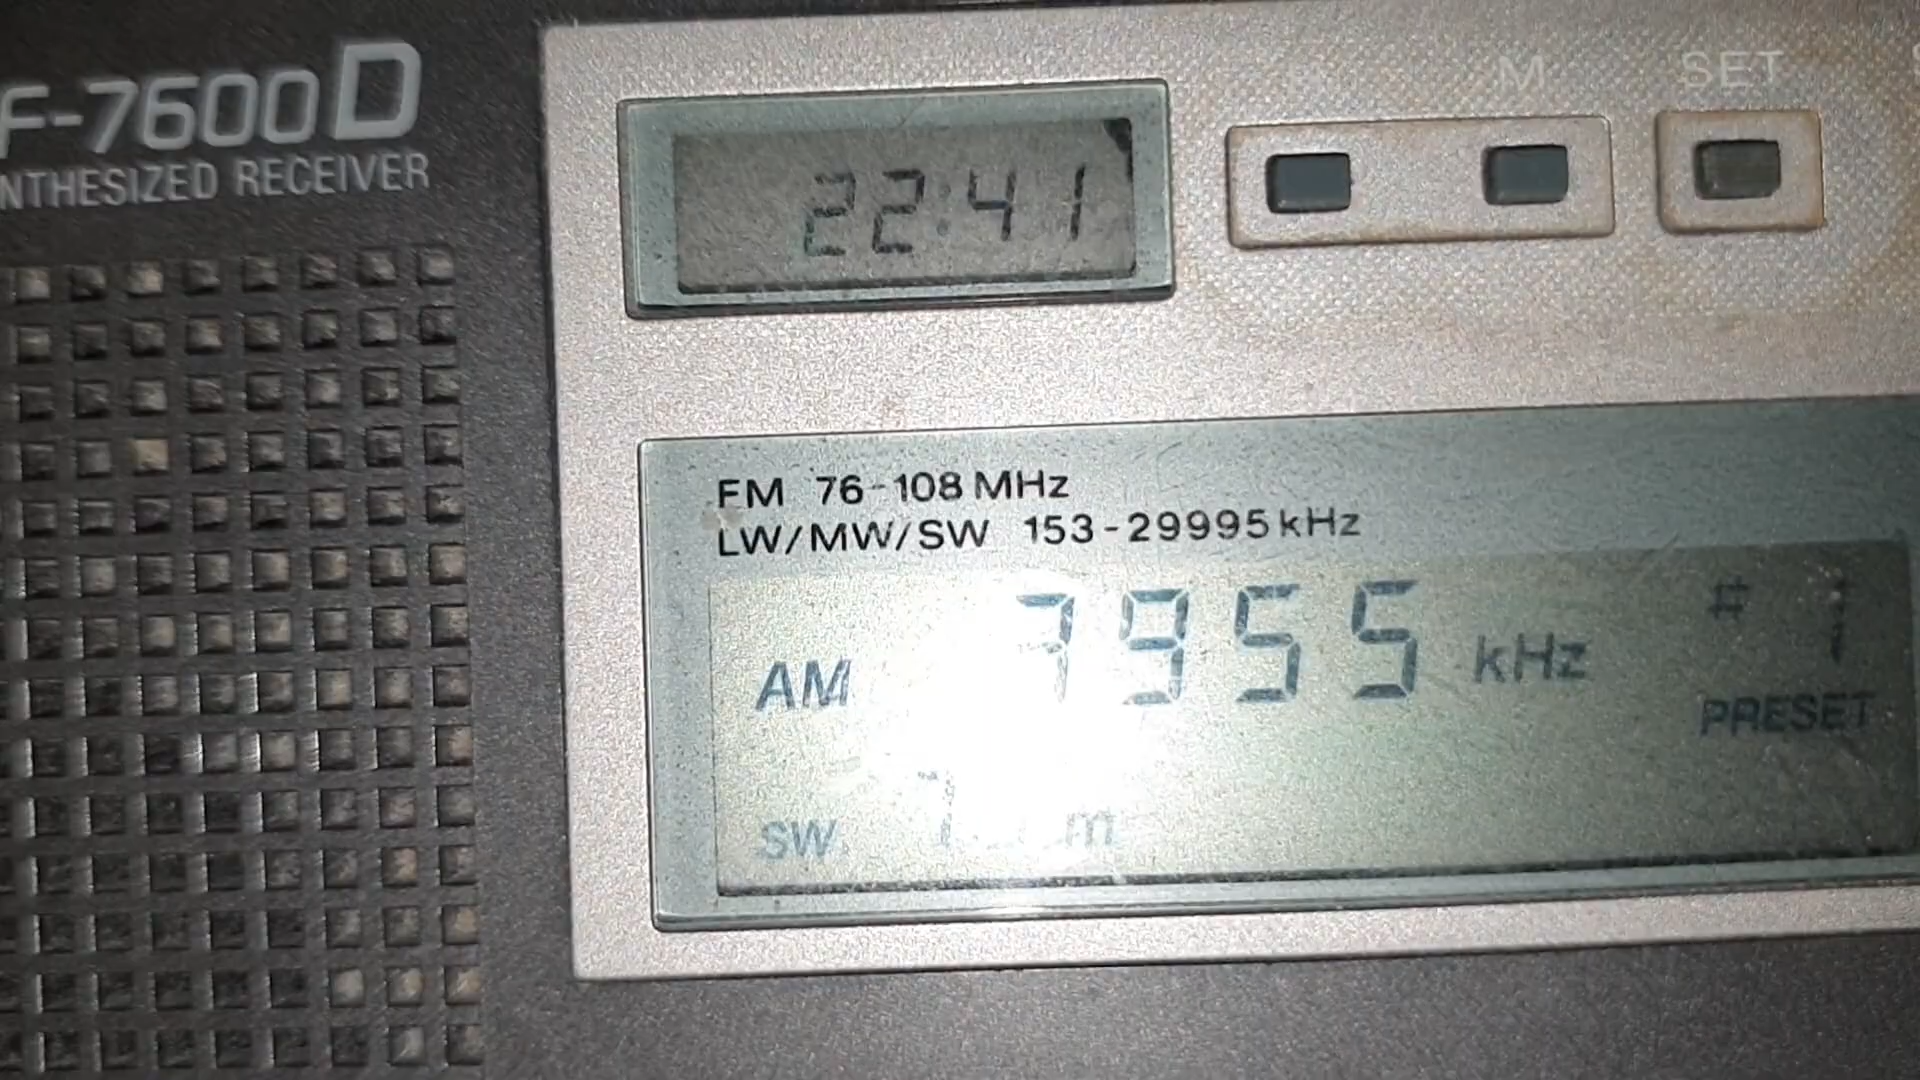 F-7600D
NTHESIZED RECEIVER
M SET
22:41
FM 76-108 MHz
LW/MW/SW 153-29995 kHz
AM 7955 kHz
1
PRESET
SW m